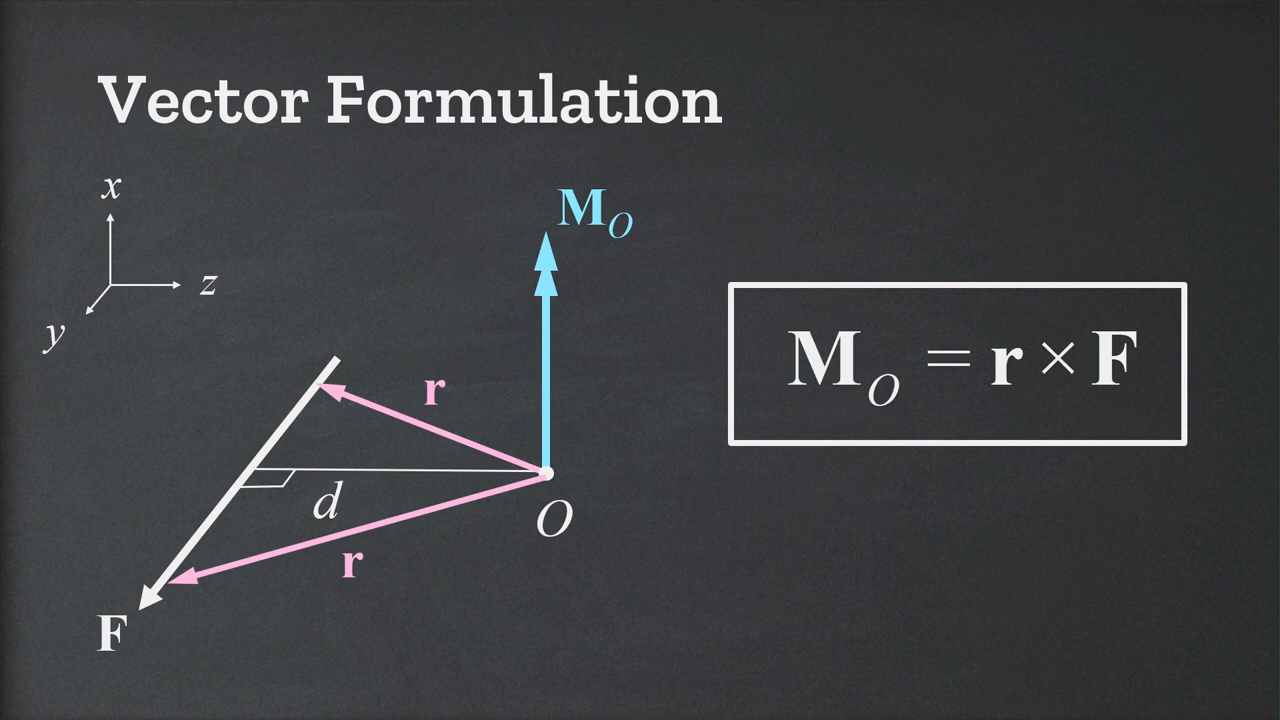 Vector Formulation
x
z
y
M_O
r
d
O
r
F
M_O = r × F